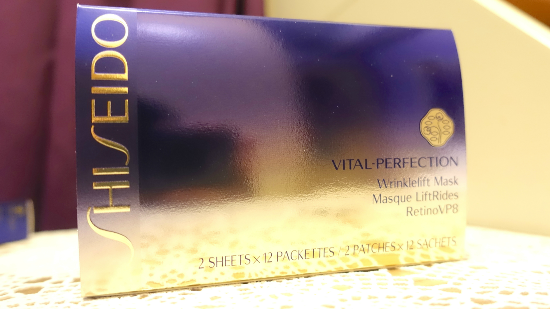 SHISEIDO
VITAL-PERFECTION
Wrinklelift Mask
Masque LiftRides
RetinoVP8
2 SHEETS x 12 PACKETTES / 2 PATCHES x 12 SACHETS